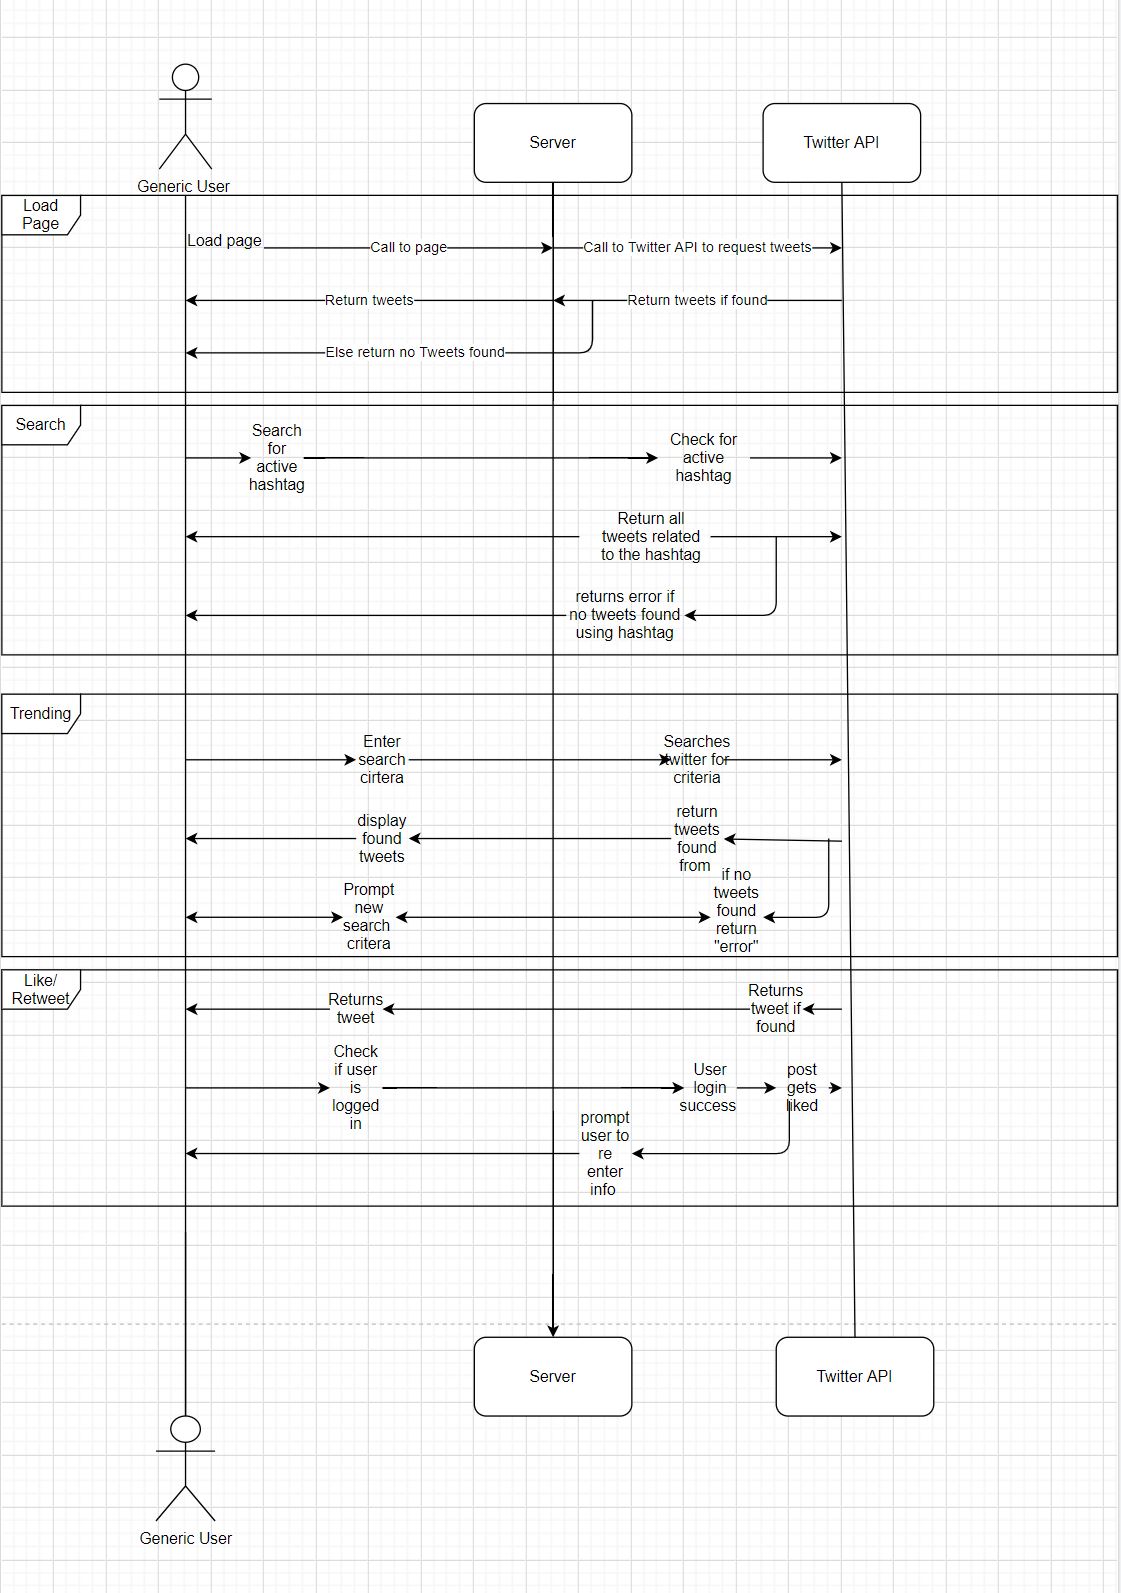 Generic User
Server
Twitter API
Load
Page
Load page
Call to page
Call to Twitter API to request tweets
Return tweets
Return tweets if found
Else return no Tweets found
Search
Search
for
active
hashtag
Check for
active
hashtag
Return all
tweets related
to the hashtag
returns error if
no tweets found
using hashtag
Trending
Enter
search
cirtera
Searches
twitter for
criteria
display
found
tweets
return
tweets
found
from
Prompt
new
search
critera
if no
tweets
found
return
"error"
Like/
Retweet
Returns
tweet
Returns
tweet if
found
Check
if user
is
logged
in
User
login
success
post
gets
liked
prompt
user to
re
enter
info
Server
Twitter API
Generic User